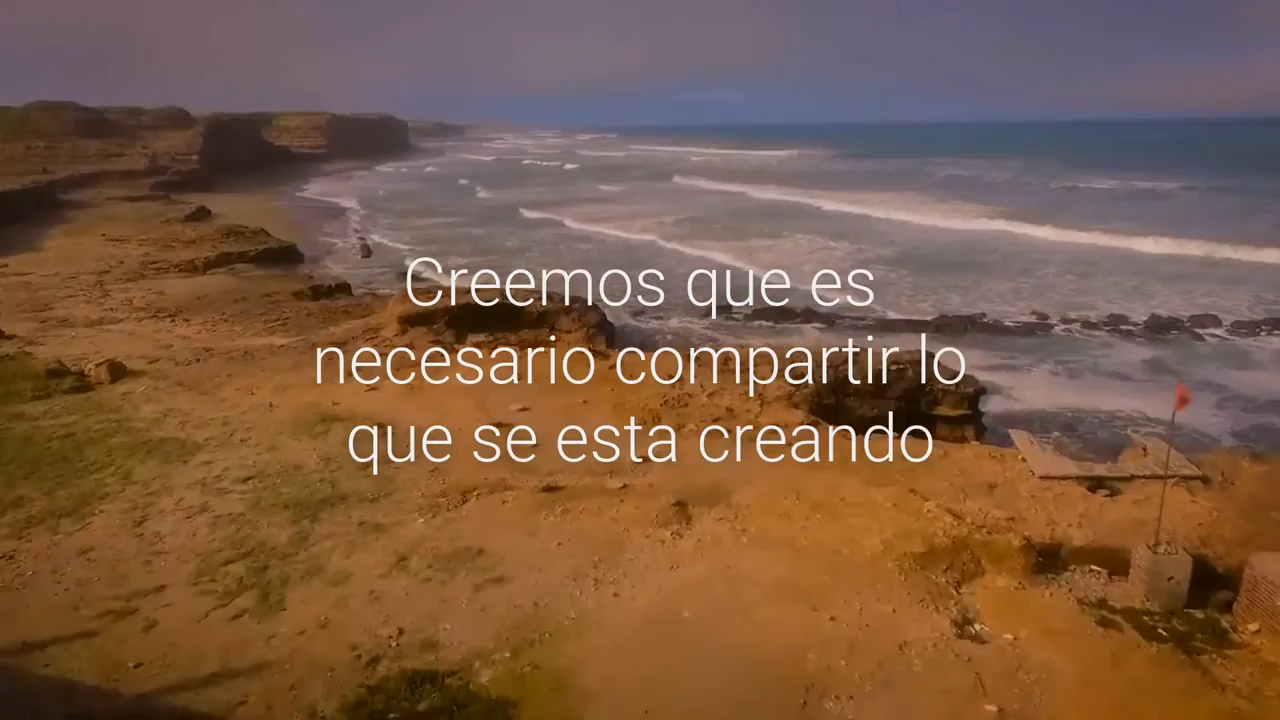 Creemos que es
necesario compartir lo
que se esta creando